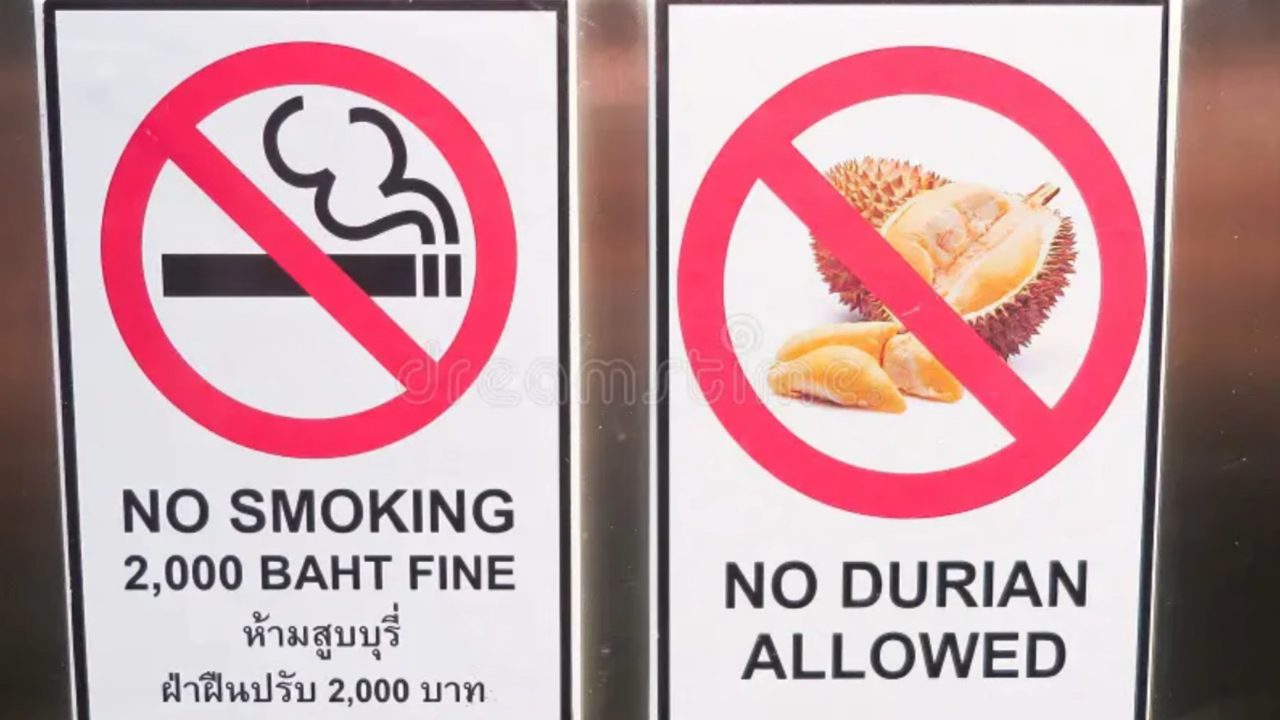 NO SMOKING
2,000 BAHT FINE
ห้ามสูบบุรี่
ฝ่าฝืนปรับ 2,000 บาท
NO DURIAN
ALLOWED
dreamstime.